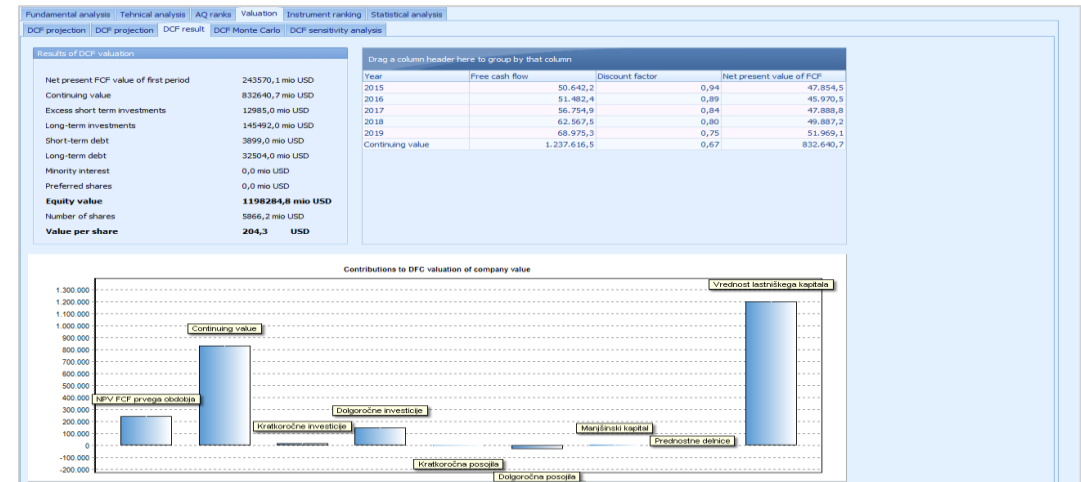 Fundamental analysis Tehnical analysis AQ ranks Valuation Instrument ranking Statistical analysis
DCF projection DCF projection DCF result DCF Monte Carlo DCF sensitivity analysis
Results of DCF valuation
Net present FCF value of first period 243570,1 mio USD
Continuing value 832640,7 mio USD
Excess short term investments 12985,0 mio USD
Long-term investments 145492,0 mio USD
Short-term debt 3899,0 mio USD
Long-term debt 32504,0 mio USD
Minority interest 0,0 mio USD
Preferred shares 0,0 mio USD
Equity value 1198284,8 mio USD
Number of shares 5866,2 mio USD
Value per share 204,3 USD
Drag a column header here to group by that column
Year Free cash flow Discount factor Net present value of FCF
2015 50.642,2 0,94 47.854,5
2016 51.482,4 0,89 45.970,5
2017 56.754,9 0,84 47.888,8
2018 62.567,5 0,80 49.887,2
2019 68.975,3 0,75 51.969,1
Continuing value 1.237.616,5 0,67 832.640,7
Contributions to DFC valuation of company value
1.300.000
1.200.000
1.100.000
1.000.000
900.000
800.000
700.000
600.000
500.000
400.000
300.000
200.000
100.000
0
-100.000
-200.000
NPV FCF prvega obdobja
Continuing value
Kratkoročne investicije
Dolgoročne investicije
Kratkoročna posojila
Dolgoročna posojila
Manjšinski kapital
Prednostne delnice
Vrednost lastniškega kapitala